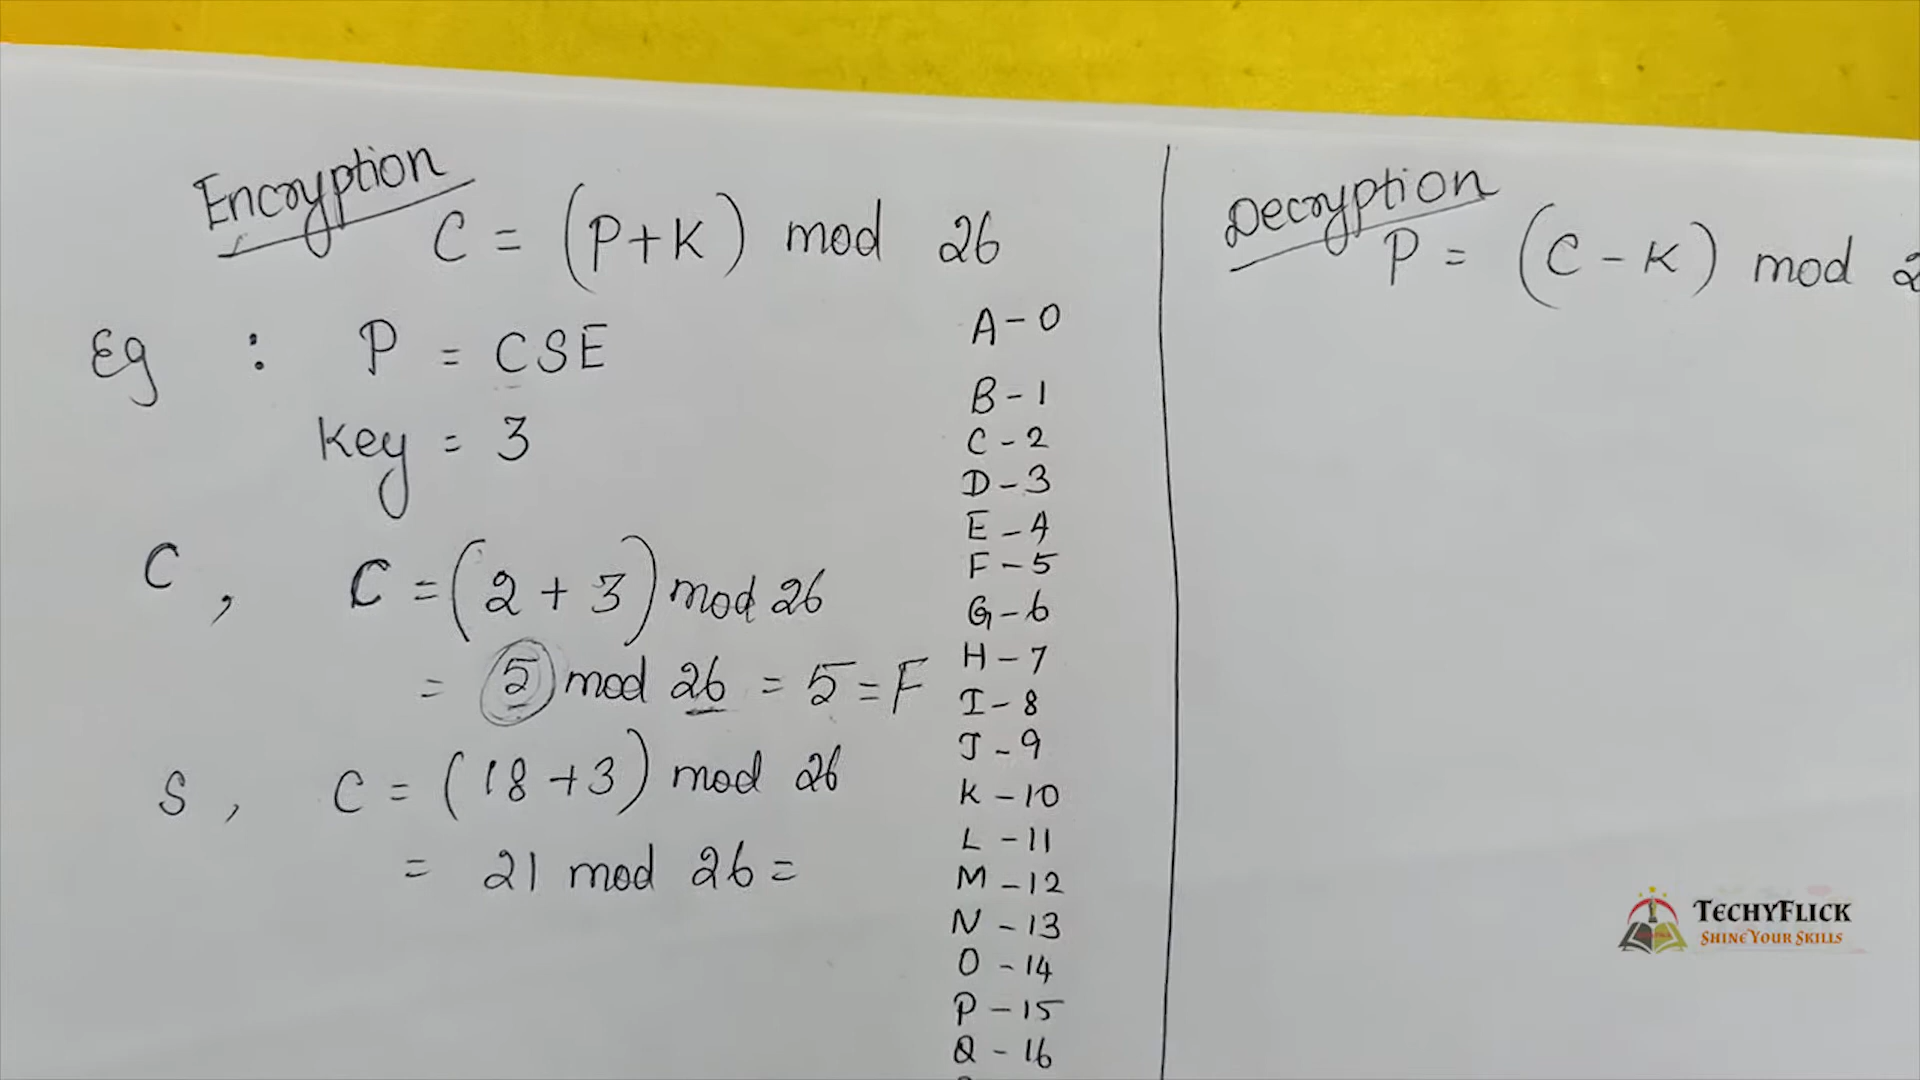 Encryption
C = (P+K) mod 26
Eg : P = CSE
Key = 3
C, C = (2 + 3) mod 26
= 5 mod 26 = 5 = F
S, C = (18 + 3) mod 26
= 21 mod 26 =
A - 0
B - 1
C - 2
D - 3
E - 4
F - 5
G - 6
H - 7
I - 8
J - 9
K - 10
L - 11
M - 12
N - 13
O - 14
P - 15
Q - 16
Decryption
P = (C - K) mod 2
TECHYFLICK
SHINE YOUR SKILLS